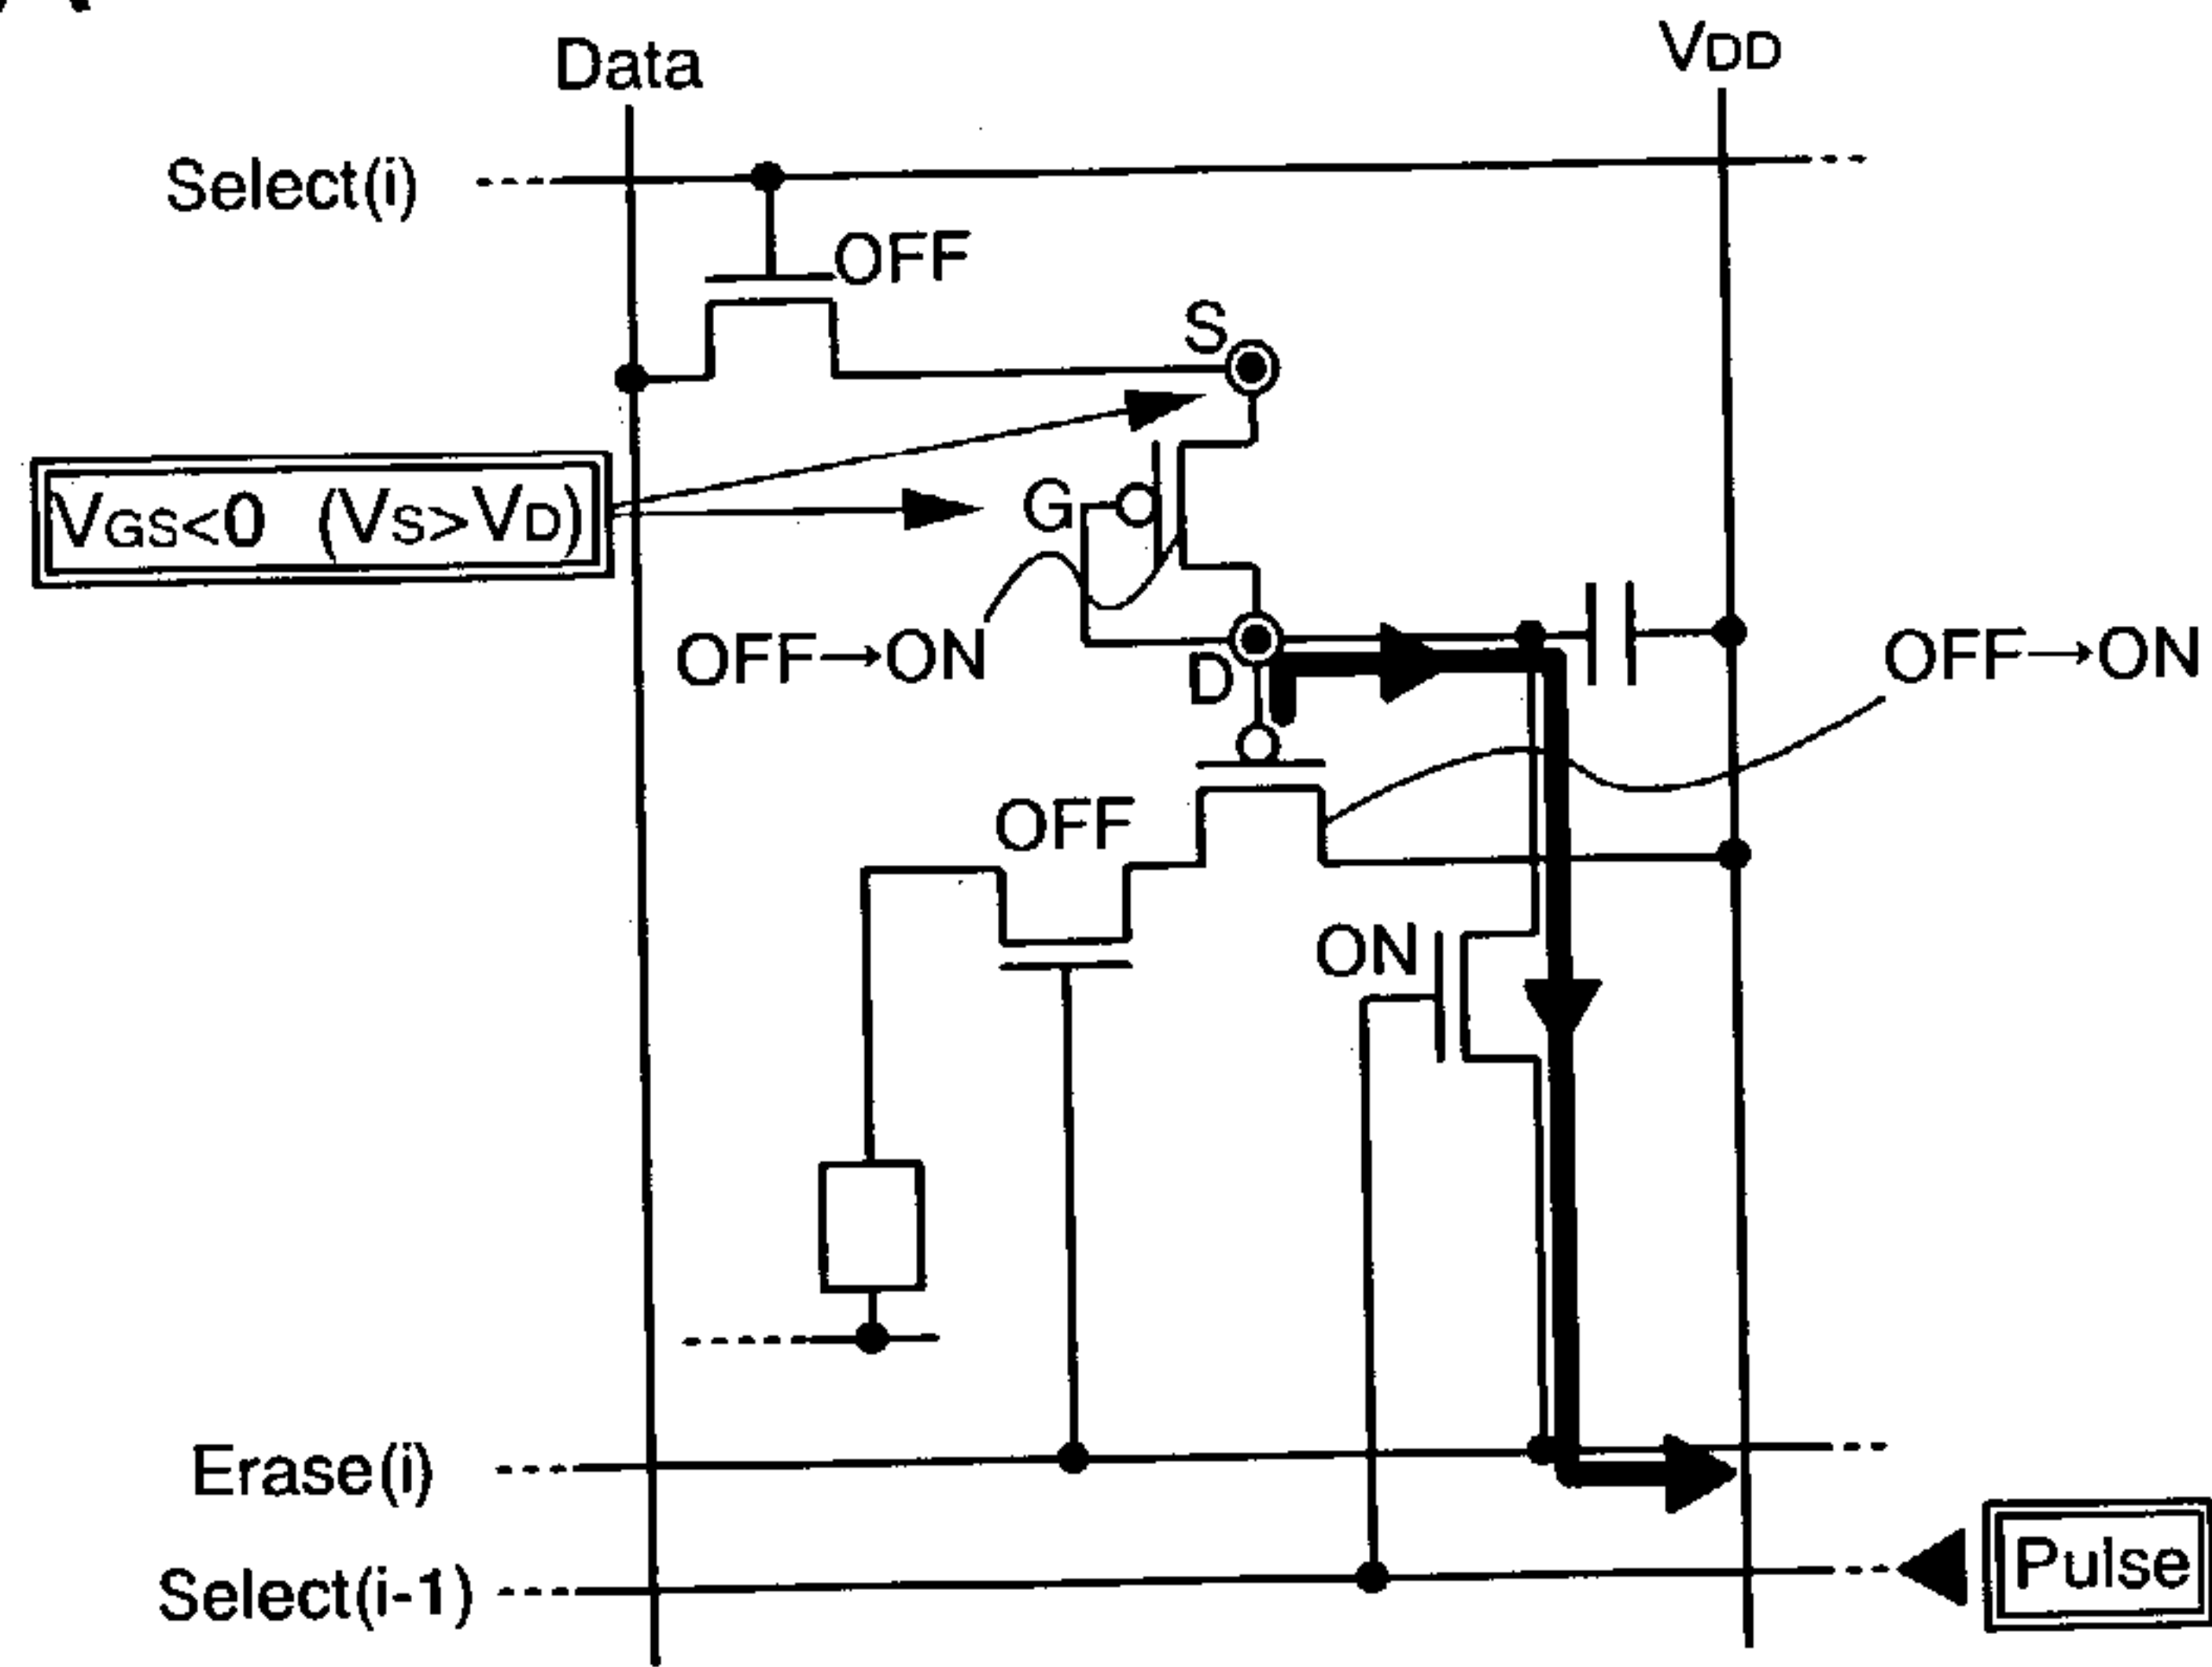 Data
VDD
Select(i)
OFF
S
VGS<0 (VS>VD)
G
OFF→ON
D
OFF→ON
OFF
ON
Erase(i)
Select(i-1)
Pulse